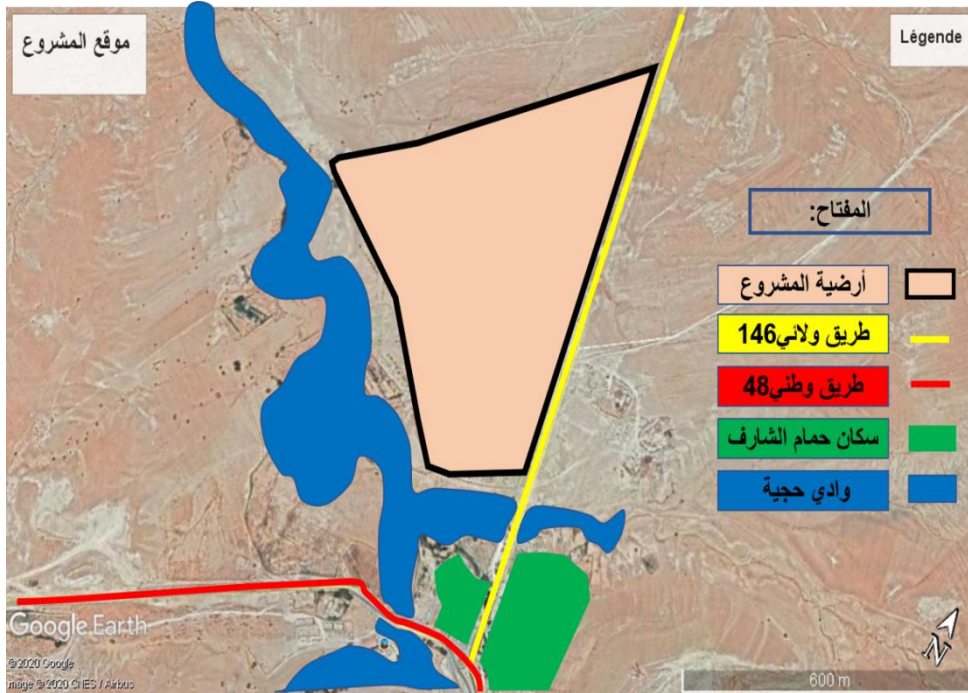 موقع المشروع
Légende
المفتاح:
أرضية المشروع
طريق ولائي146
طريق وطني48
سكان حمام الشارف
وادي حجية
Google Earth
© 2020 Google
mage © 2020 CNES / Airbus
N
600 m